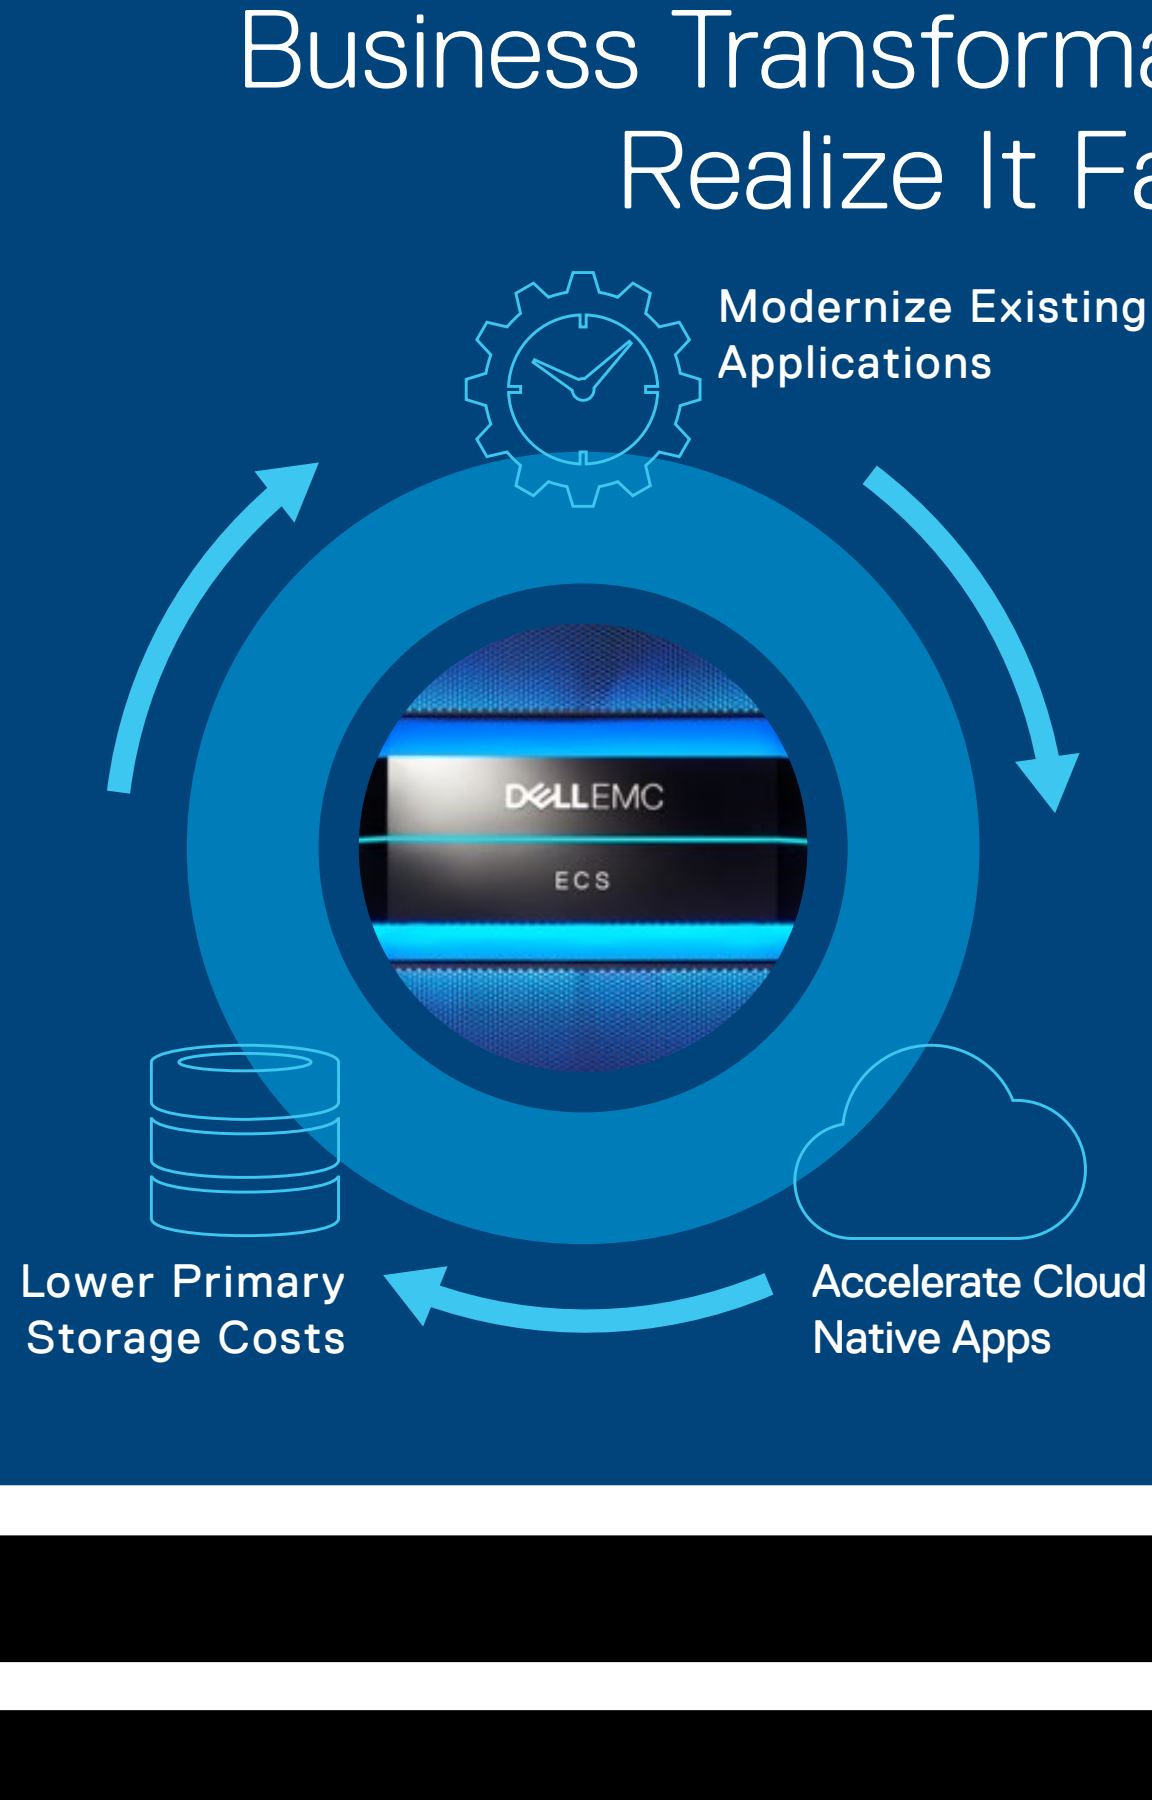 Business Transforma
Realize It Fa
Modernize Existing
Applications
DELLEMC
ECS
Lower Primary
Storage Costs
Accelerate Cloud
Native Apps